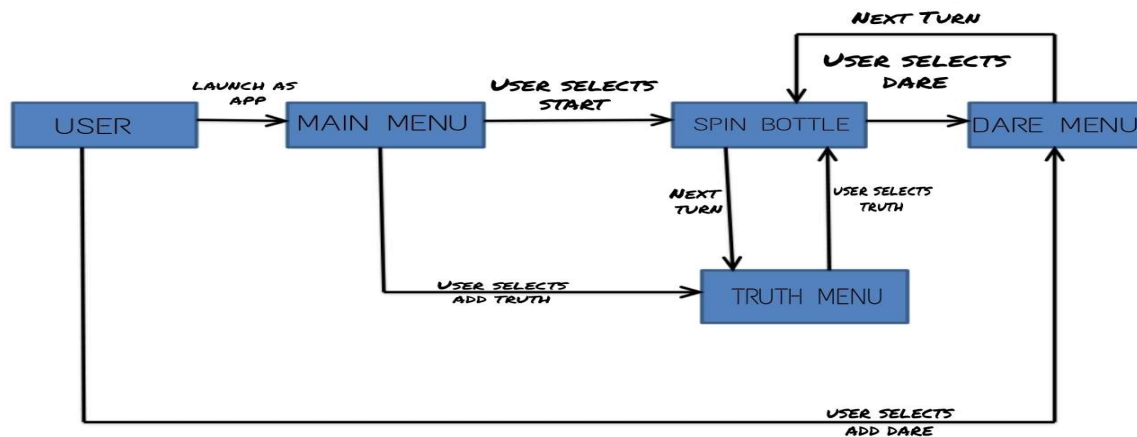 Next Turn
User selects
dare
launch as
app
User selects
start
USER
MAIN MENU
SPIN BOTTLE
DARE MENU
Next
turn
user selects
truth
User selects
add truth
TRUTH MENU
user selects
add dare